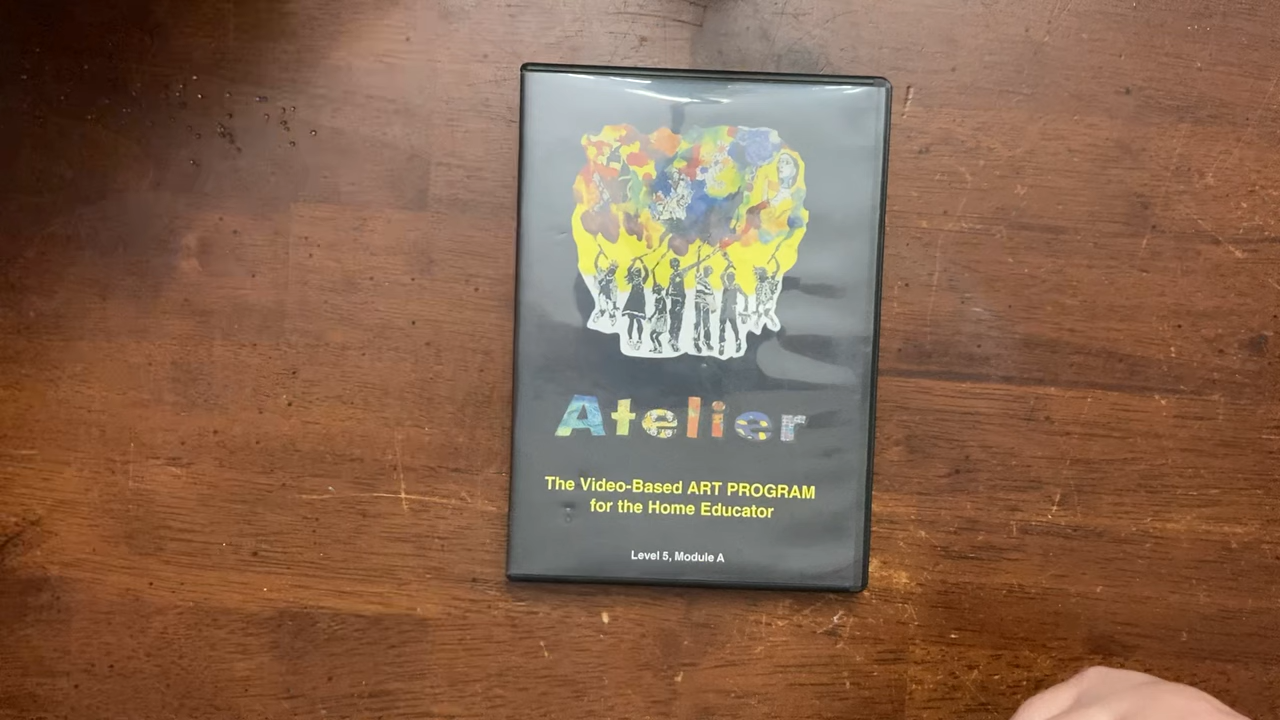 Atelier
The Video-Based ART PROGRAM
for the Home Educator
Level 5, Module A